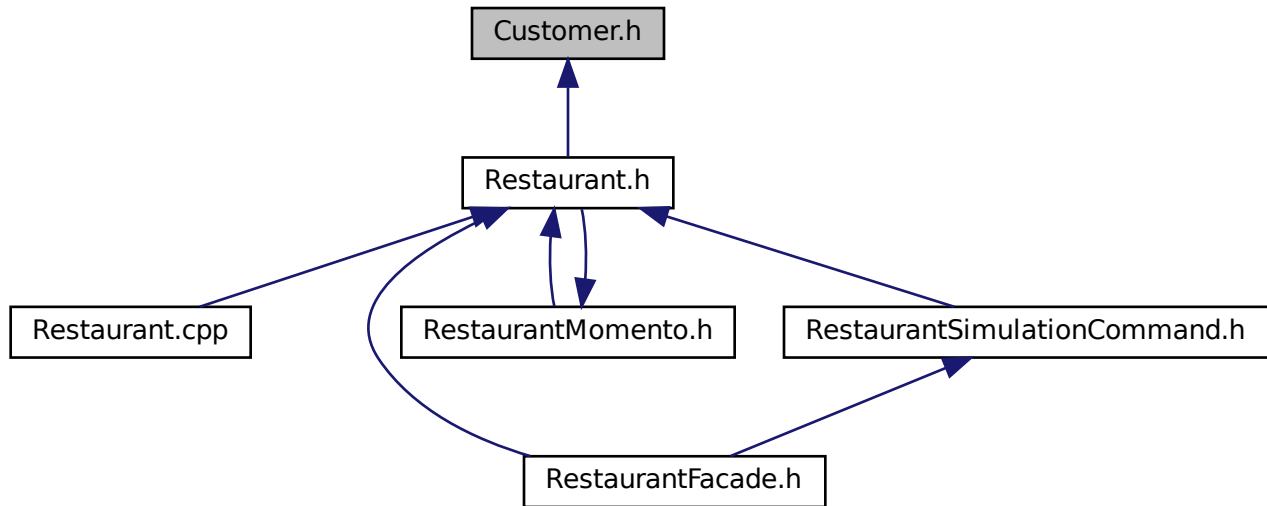 Customer.h
Restaurant.h
Restaurant.cpp
RestaurantMomento.h
RestaurantSimulationCommand.h
RestaurantFacade.h